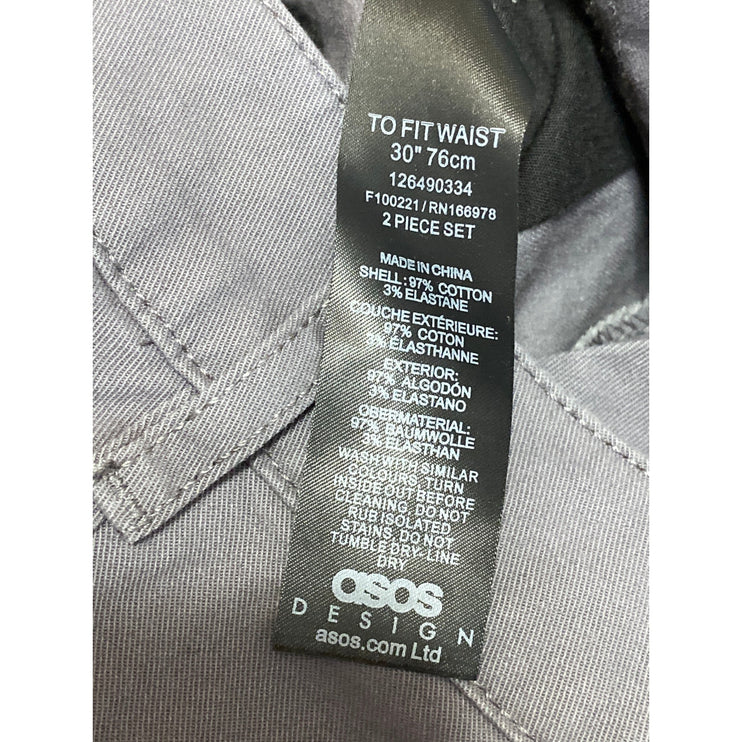 TO FIT WAIST
30" 76cm
126490334
F100221/RN166978
2 PIECE SET
MADE IN CHINA
SHELL: 97% COTTON
3% ELASTANE
COUCHE EXTÉRIEURE:
97% COTON
3% ÉLASTHANNE
EXTERIOR:
97% ALGODÓN
3% ELASTANO
OBERMATERIAL:
97% BAUMWOLLE
3% ELASTHAN
WASH WITH SIMILAR
COLOURS, TURN
INSIDE OUT BEFORE
CLEANING, DO NOT
RUB ISOLATED
STAINS, DO NOT
TUMBLE DRY- LINE
DRY
asos
DESIGN
asos.com Ltd